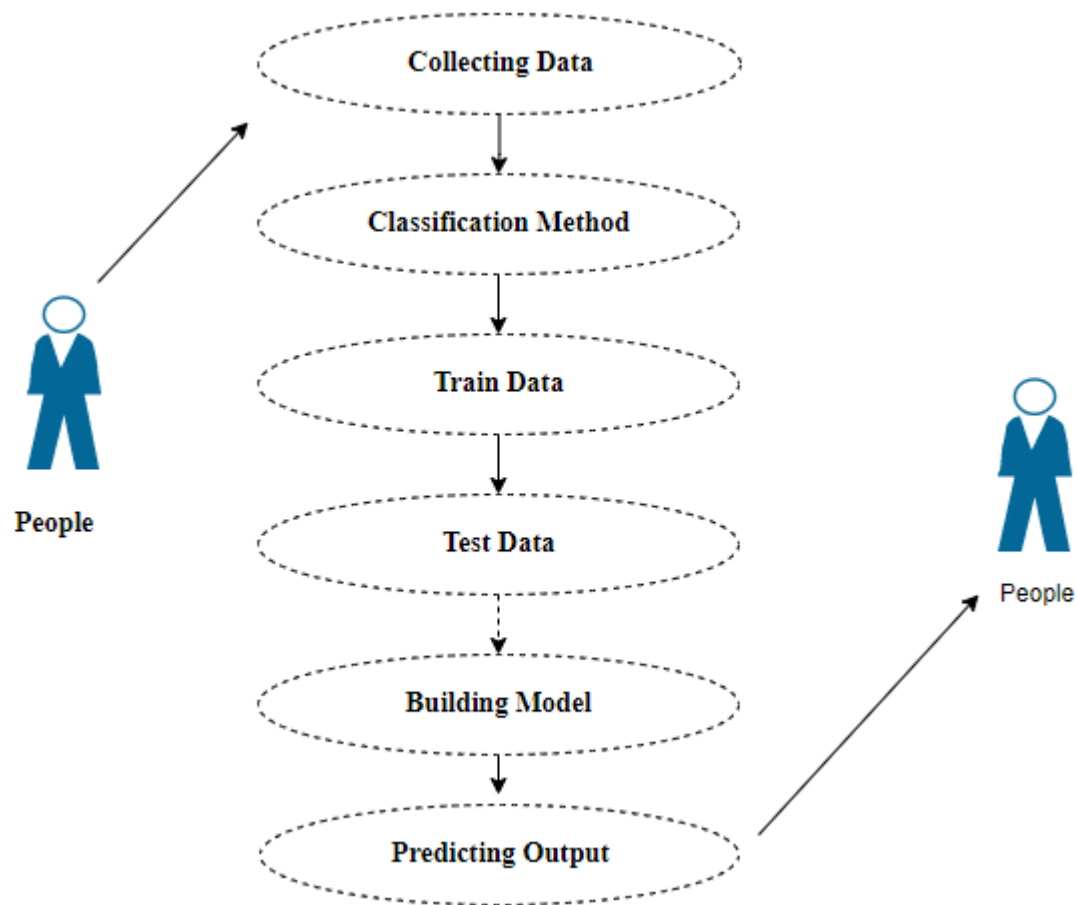 Collecting Data
Classification Method
Train Data
People
Test Data
People
Building Model
Predicting Output